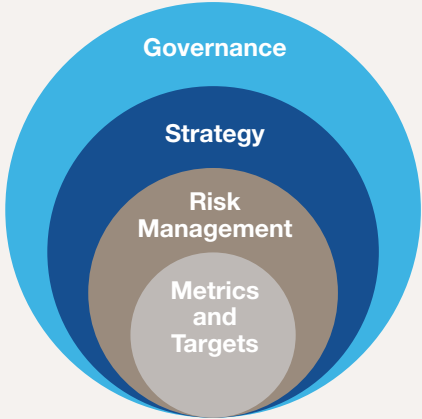 Governance
Strategy
Risk
Management
Metrics
and
Targets